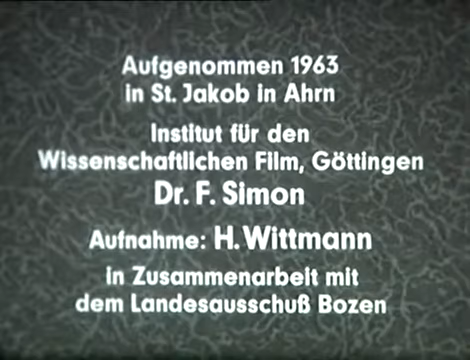 Aufgenommen 1963
in St. Jakob in Ahrn
Institut für den
Wissenschaftlichen Film, Göttingen
Dr. F. Simon
Aufnahme: H. Wittmann
in Zusammenarbeit mit
dem Landesausschuß Bozen